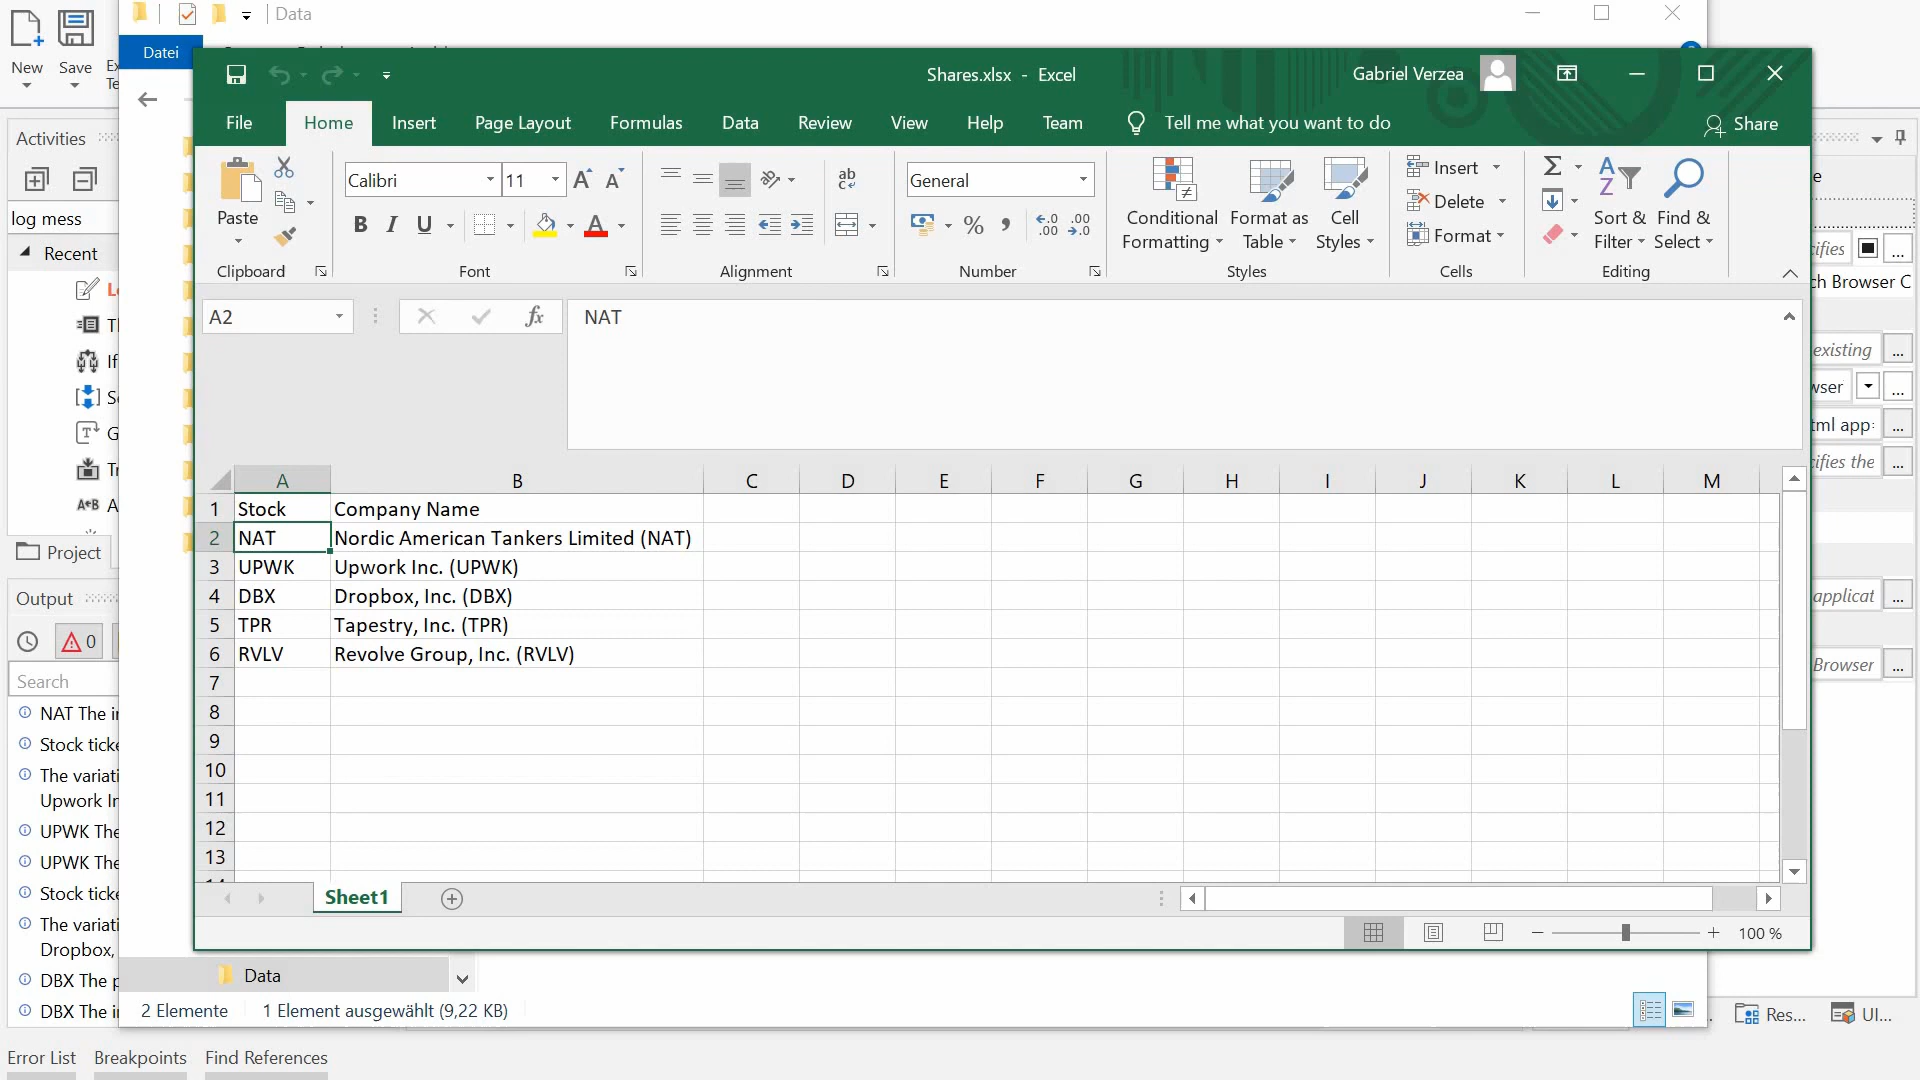 Data
New
Save
Datei
Shares.xlsx - Excel
Gabriel Verzea
File
Home
Insert
Page Layout
Formulas
Data
Review
View
Help
Team
Tell me what you want to do
Share
Activities
log mess
Recent
Project
Output
0
Search
NAT The i
Stock ticke
The variati
Upwork I
UPWK The
UPWK The
Stock ticke
The variati
Dropbox,
DBX The p
DBX The i
Paste
Clipboard
Calibri
11
B I U
A
Font
ab
Alignment
General
%
Number
Conditional
Formatting
Format as
Table
Cell
Styles
Styles
Insert
Delete
Format
Cells
Sort &
Filter
Find &
Select
Editing
A2
fx
NAT
A B C D E F G H I J K L M
1 Stock Company Name
2 NAT Nordic American Tankers Limited (NAT)
3 UPWK Upwork Inc. (UPWK)
4 DBX Dropbox, Inc. (DBX)
5 TPR Tapestry, Inc. (TPR)
6 RVLV Revolve Group, Inc. (RVLV)
7
8
9
10
11
12
13
Sheet1
100 %
ch Browser C
existing
wser
tml app:
ifies the
applicat
Browser
Data
2 Elemente
1 Element ausgewählt (9,22 KB)
Res...
UI...
Error List
Breakpoints
Find References